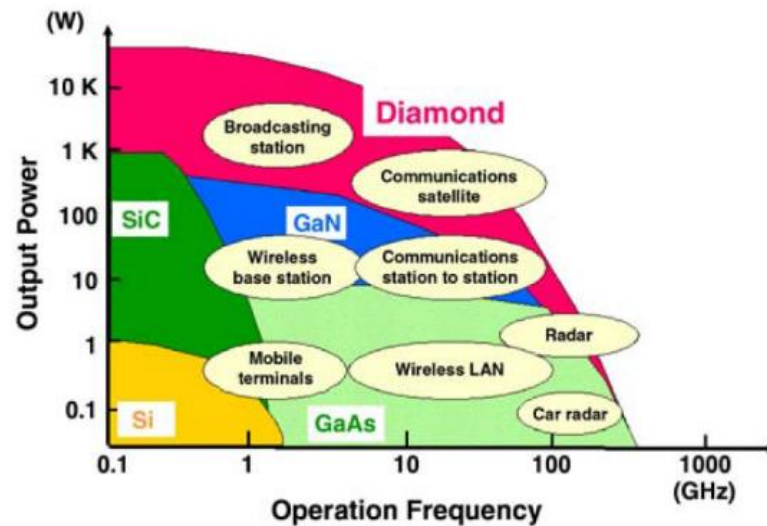 (W)
10 K
1 K
100
10
1
0.1
Output Power
Diamond
Broadcasting
station
Communications
satellite
SiC
GaN
Wireless
base station
Communications
station to station
Radar
Mobile
terminals
Wireless LAN
Car radar
Si
GaAs
0.1
1
10
100
1000
(GHz)
Operation Frequency